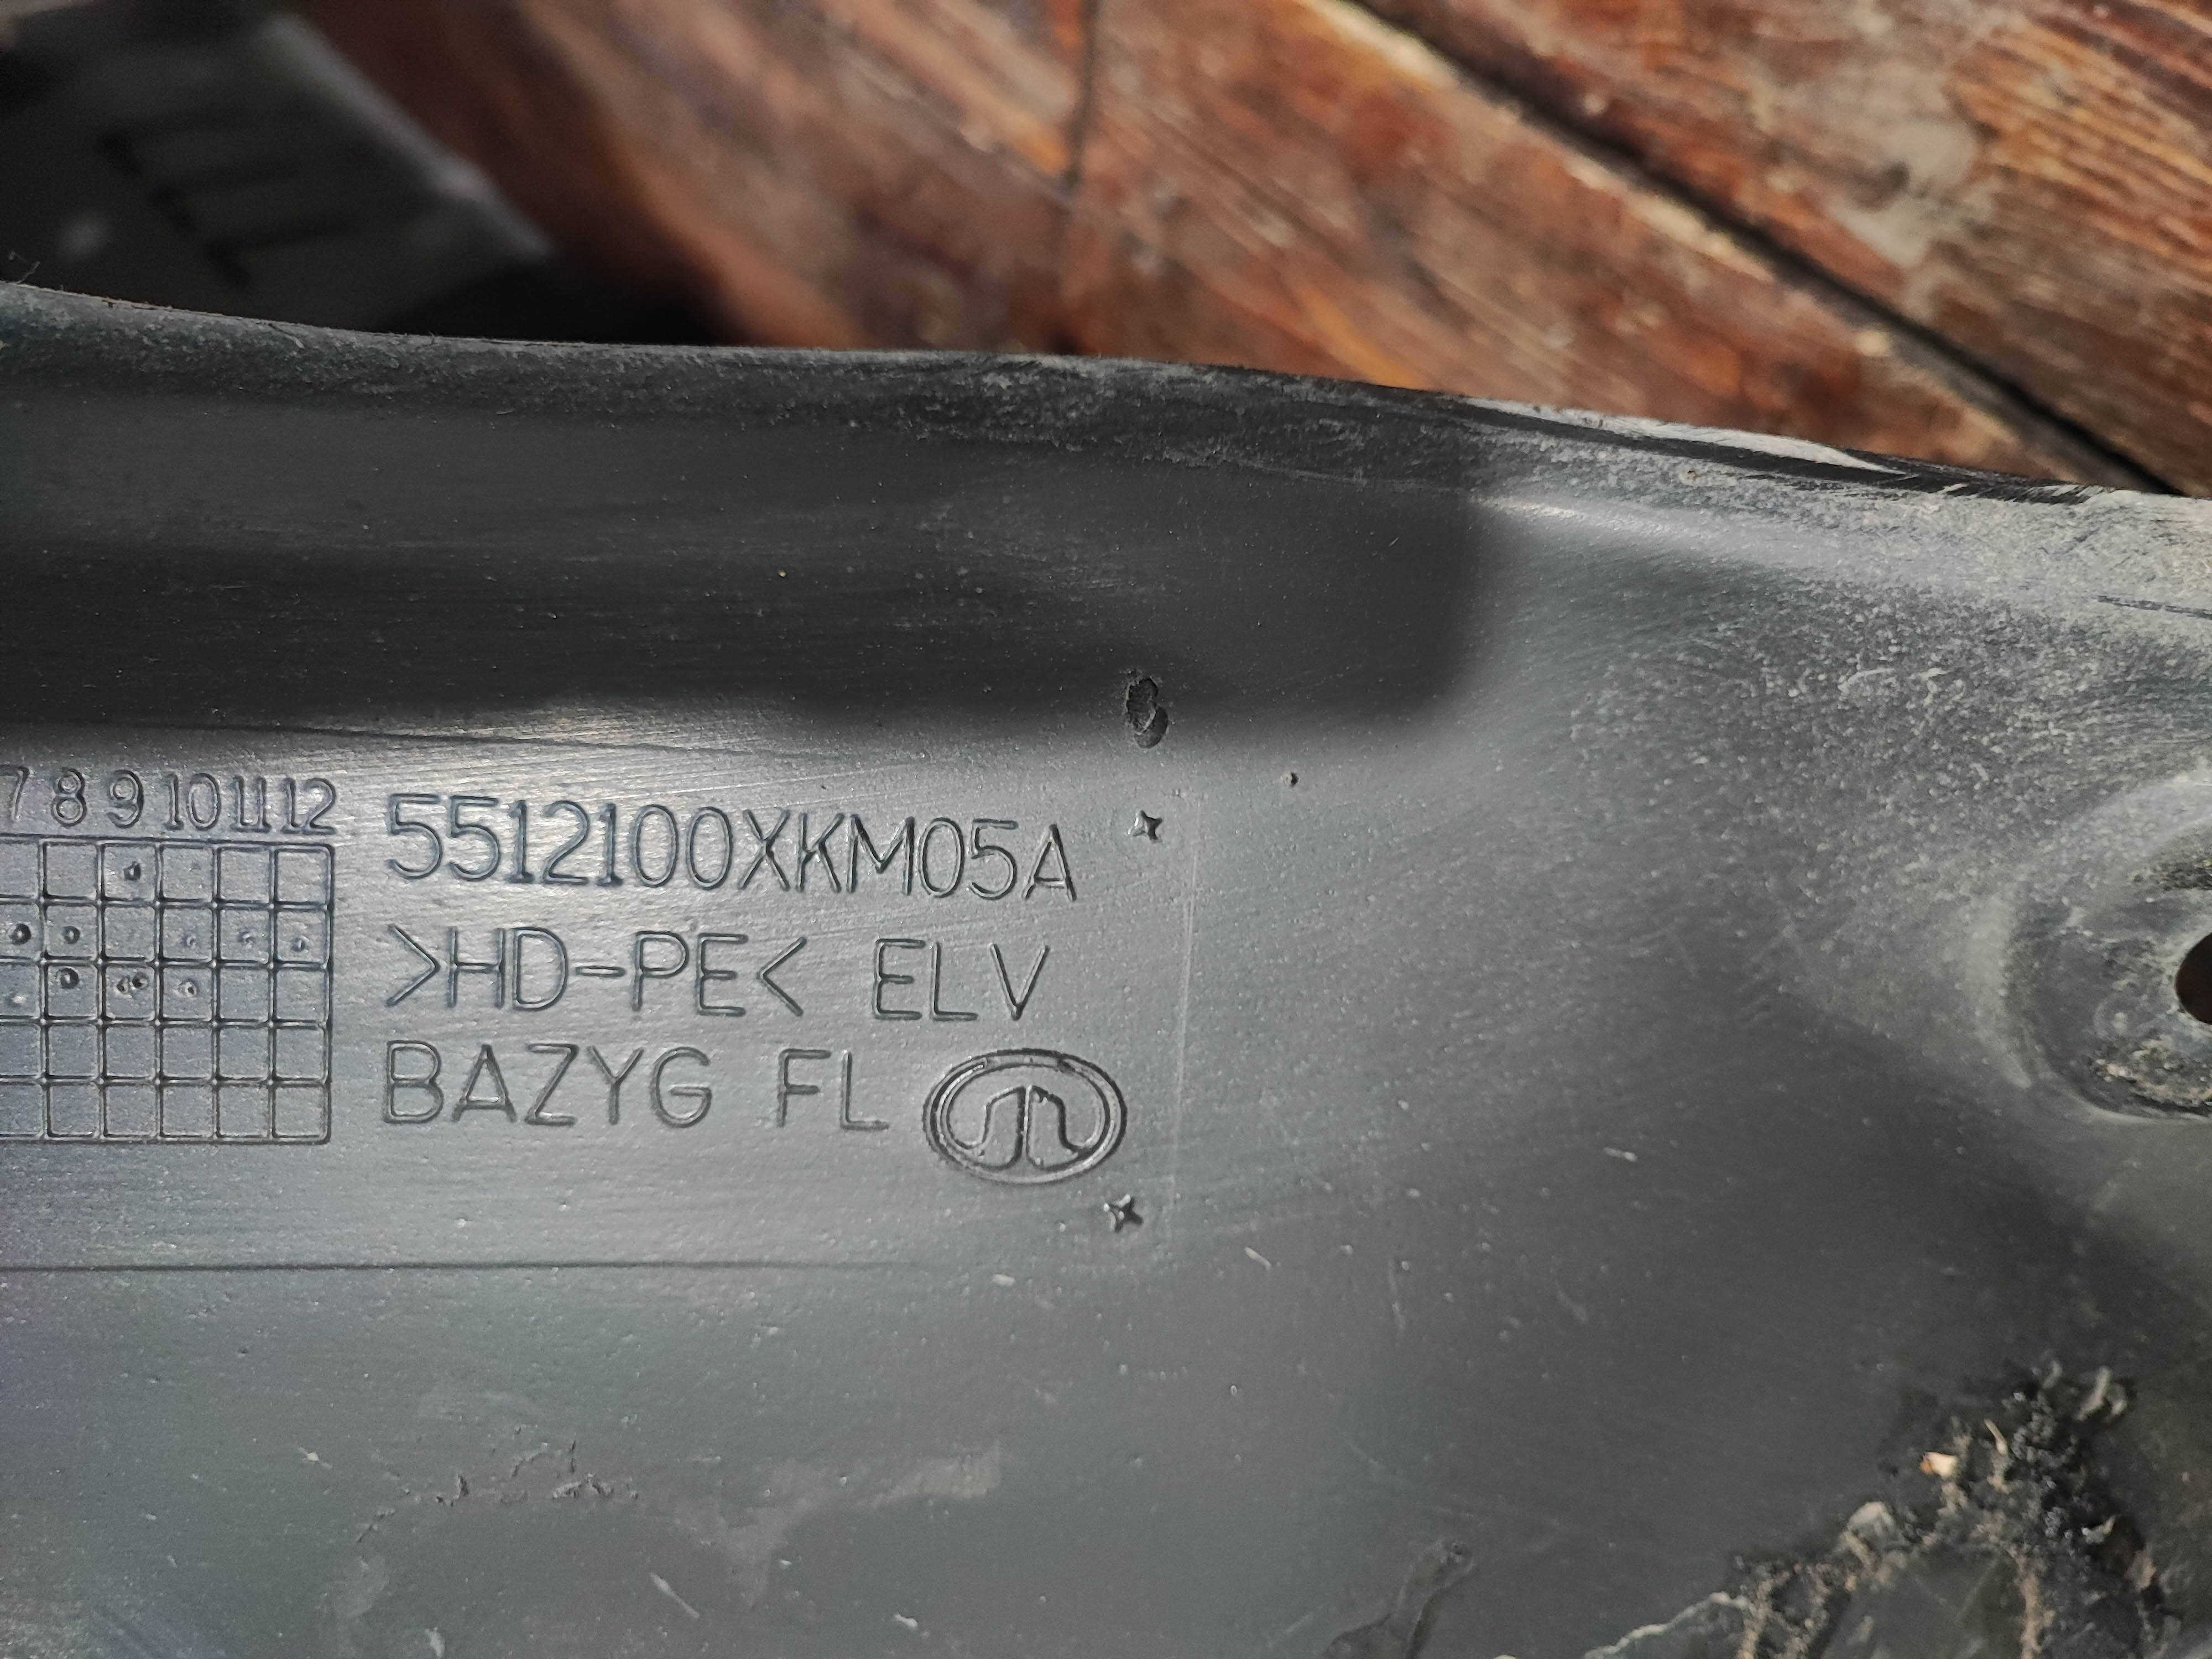 7 8 9 10 11 12
5512100XKM05A
>HD-PE< ELV
BAZYG FL